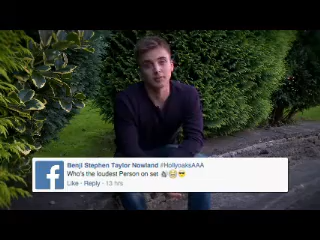 Benji Stephen Taylor Nowland #HollyoaksAAA
Who's the loudest Person on set 📣😂😎
Like · Reply · 13 hrs